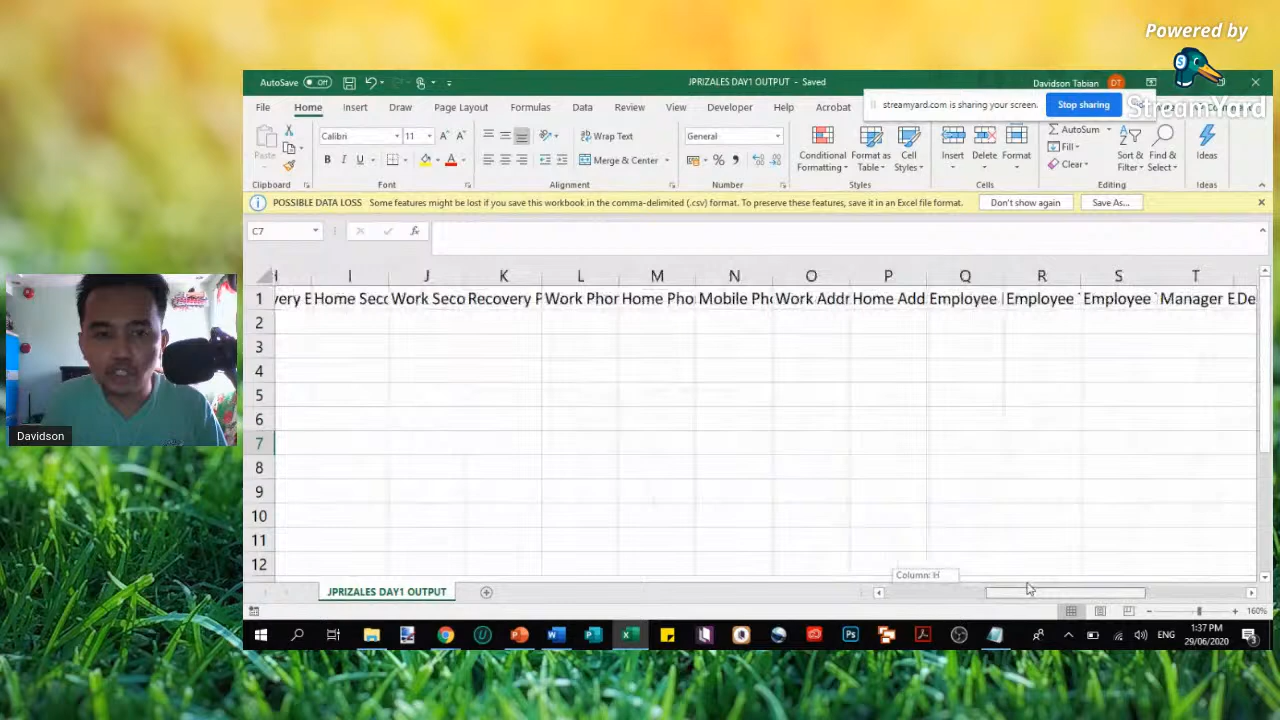 Powered by
StreamYard
AutoSave Off
JPRIZALES DAY1 OUTPUT - Saved
Davidson Tabian DT
File Home Insert Draw Page Layout Formulas Data Review View Developer Help Acrobat
streamyard.com is sharing your screen. Stop sharing
Paste
Calibri 11
Wrap Text
General
AutoSum
B I U
Merge & Center
Conditional Formatting
Format as Table
Cell Styles
Insert
Delete
Format
Fill
Clear
Sort & Filter
Find & Select
Ideas
Clipboard Font Alignment Number Styles Cells Editing Ideas
POSSIBLE DATA LOSS Some features might be lost if you save this workbook in the comma-delimited (.csv) format. To preserve these features, save it in an Excel file format. Don't show again Save As...
C7 fx
H I J K L M N O P Q R S T
1 very E Home Seco Work Seco Recovery P Work Phon Home Pho Mobile Pho Work Addr Home Add Employee Employee Employee Manager E De
2
3
4
5
6
7
8
9
10
11
12
Column: H
JPRIZALES DAY1 OUTPUT
160%
ENG
1:37 PM
29/06/2020
Davidson